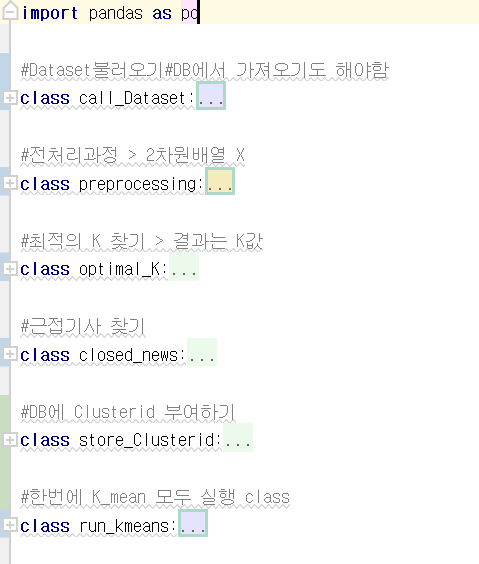 import pandas as pd
#Dataset불러오기#DB에서 가져오기도 해야함
class call_Dataset:...
#전처리과정 > 2차원배열 X
class preprocessing:...
#최적의 K 찾기 > 결과는 K값
class optimal_K:...
#근접기사 찾기
class closed_news:...
#DB에 Clusterid 부여하기
class store_Clusterid:...
#한번에 K_mean 모두 실행 class
class run_kmeans:...